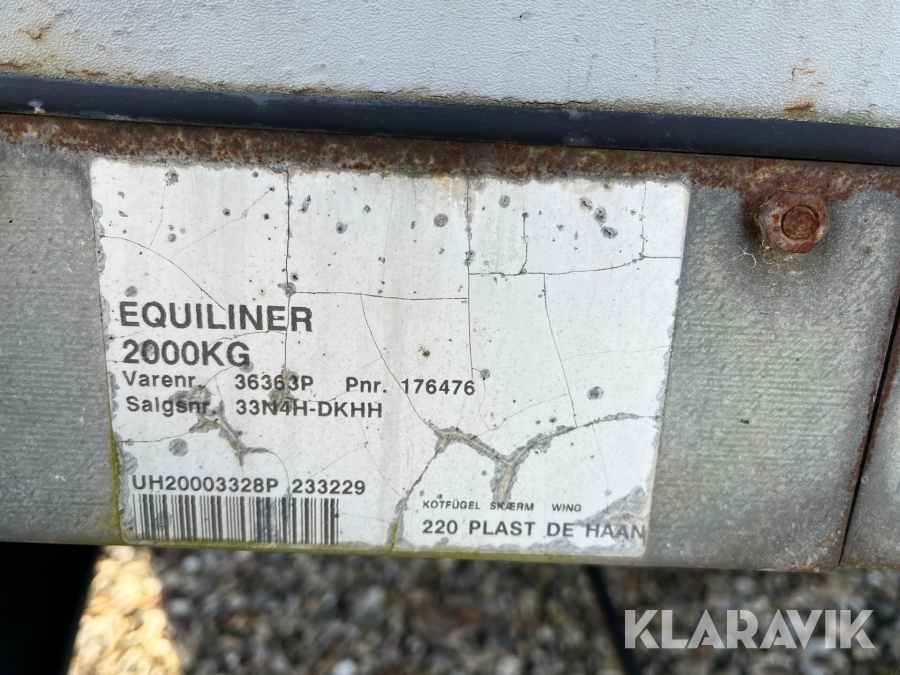 EQUILINER
2000KG
Varenr. 36363P Pnr. 176476
Salgsnr. 33N4H-DKHH
UH20003328P 233229
KOTFÜGEL SKÆRM WING
220 PLAST DE HAAN
KLARAVIK